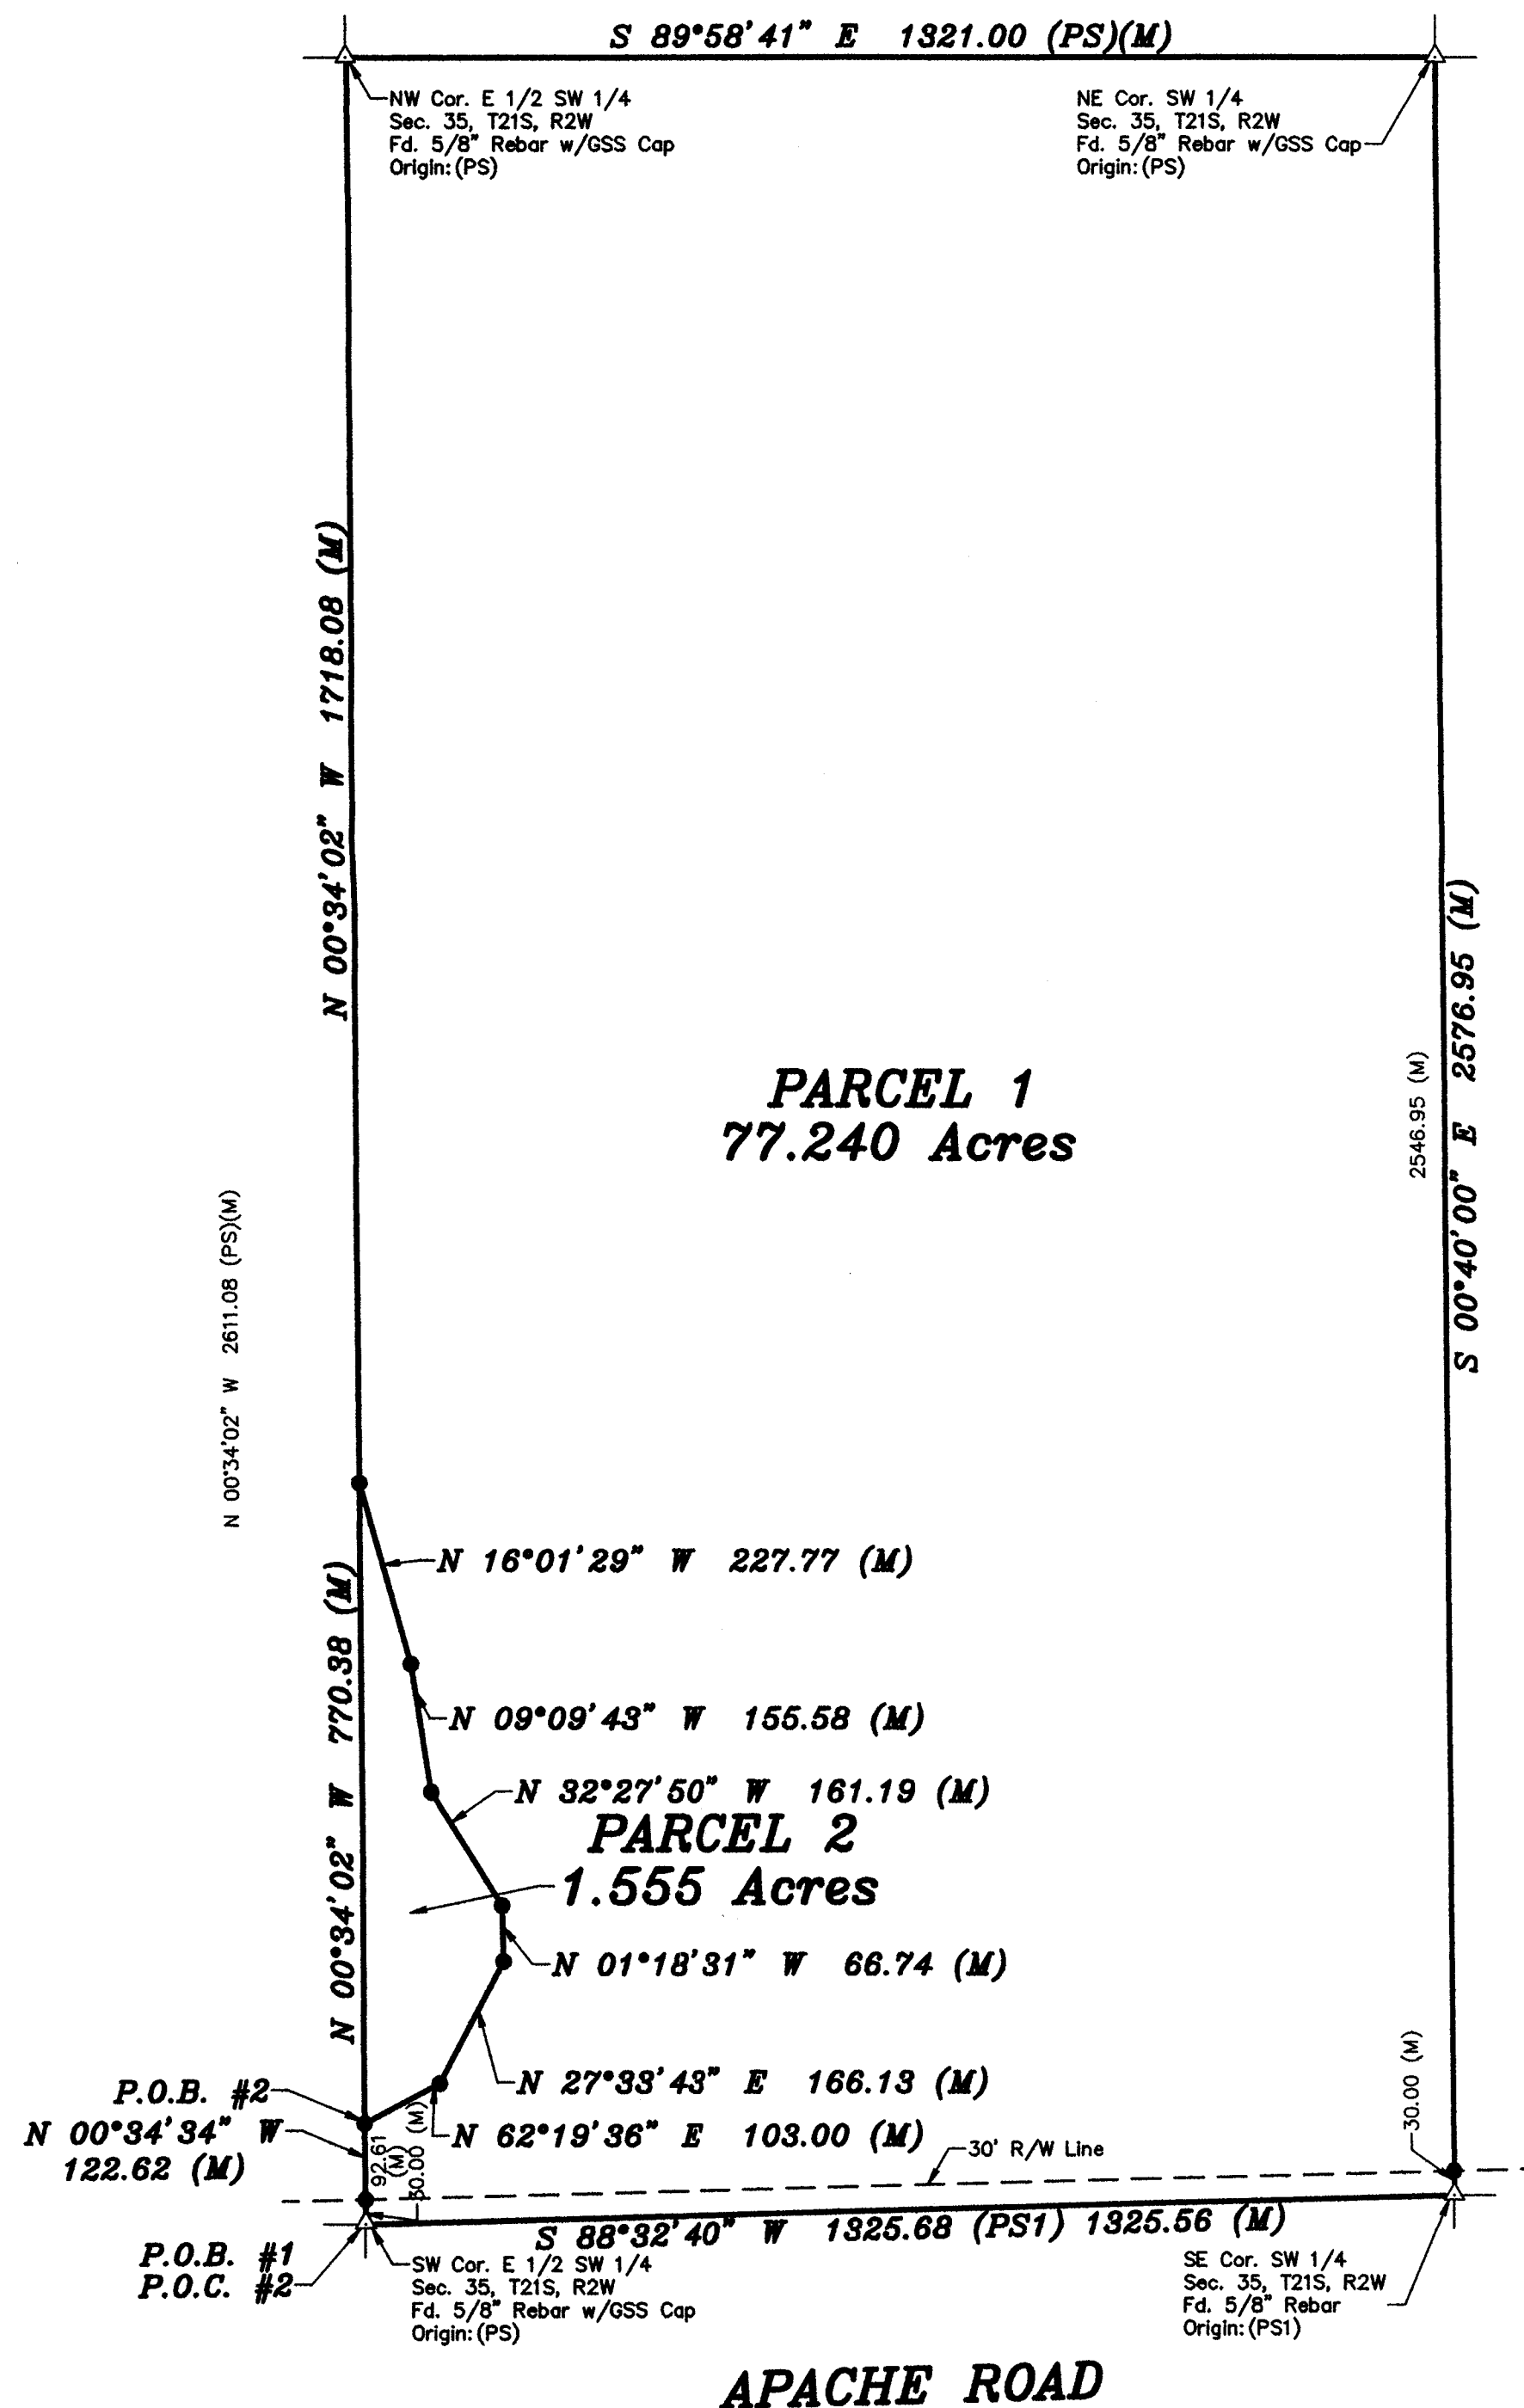 S 89°58'41" E 1321.00 (PS)(M)
NW Cor. E 1/2 SW 1/4
Sec. 35, T21S, R2W
Fd. 5/8" Rebar w/GSS Cap
Origin: (PS)
NE Cor. SW 1/4
Sec. 35, T21S, R2W
Fd. 5/8" Rebar w/GSS Cap
Origin: (PS)
N 00°34'02" W 1718.08 (M)
S 00°40'00" E 2576.95 (M)
2546.95 (M)
PARCEL 1
77.240 Acres
N 00°34'02" W 2611.08 (PS)(M)
N 16°01'29" W 227.77 (M)
N 00°34'02" W 770.38 (M)
N 09°09'43" W 155.58 (M)
N 32°27'50" W 161.19 (M)
PARCEL 2
1.555 Acres
N 01°18'31" W 66.74 (M)
N 27°33'43" E 166.13 (M)
P.O.B. #2
N 00°34'34" W
122.62 (M)
92.61
(M)
30.00 (M)
N 62°19'36" E 103.00 (M)
30' R/W Line
30.00 (M)
S 88°32'40" W 1325.68 (PS1) 1325.56 (M)
P.O.B. #1
P.O.C. #2
SW Cor. E 1/2 SW 1/4
Sec. 35, T21S, R2W
Fd. 5/8" Rebar w/GSS Cap
Origin: (PS)
SE Cor. SW 1/4
Sec. 35, T21S, R2W
Fd. 5/8" Rebar
Origin: (PS1)
APACHE ROAD